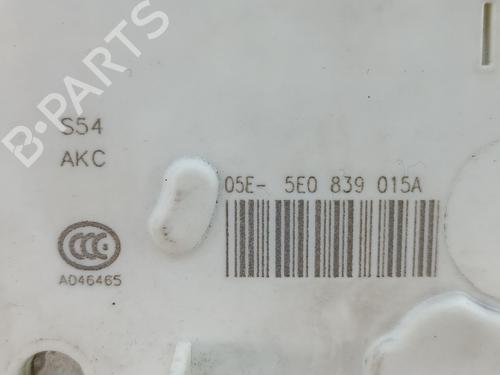 B-PARTS
S54
AKC
05E- 5E0 839 015A
CCC
A046465